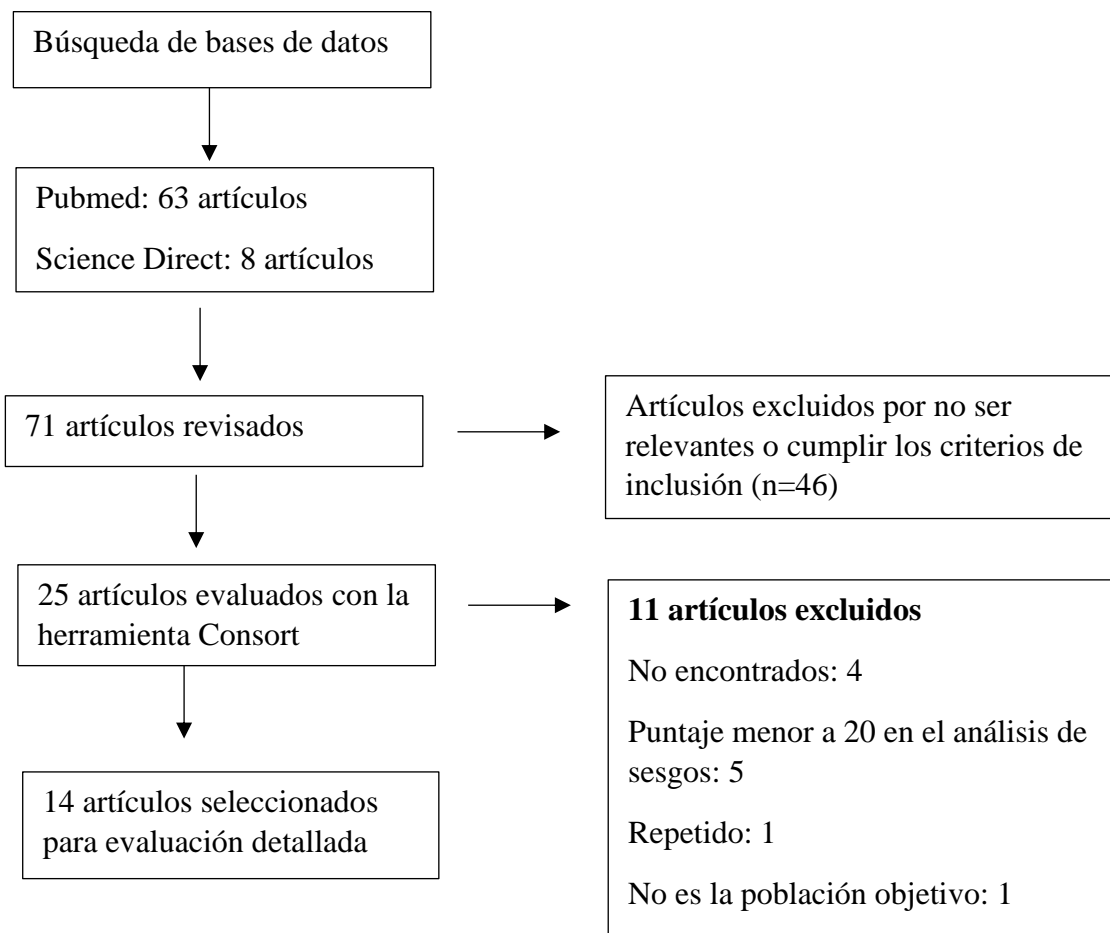 Búsqueda de bases de datos
Pubmed: 63 artículos
Science Direct: 8 artículos
71 artículos revisados
Artículos excluidos por no ser
relevantes o cumplir los criterios de
inclusión (n=46)
25 artículos evaluados con la
herramienta Consort
11 artículos excluidos
No encontrados: 4
Puntaje menor a 20 en el análisis de
sesgos: 5
Repetido: 1
No es la población objetivo: 1
14 artículos seleccionados
para evaluación detallada